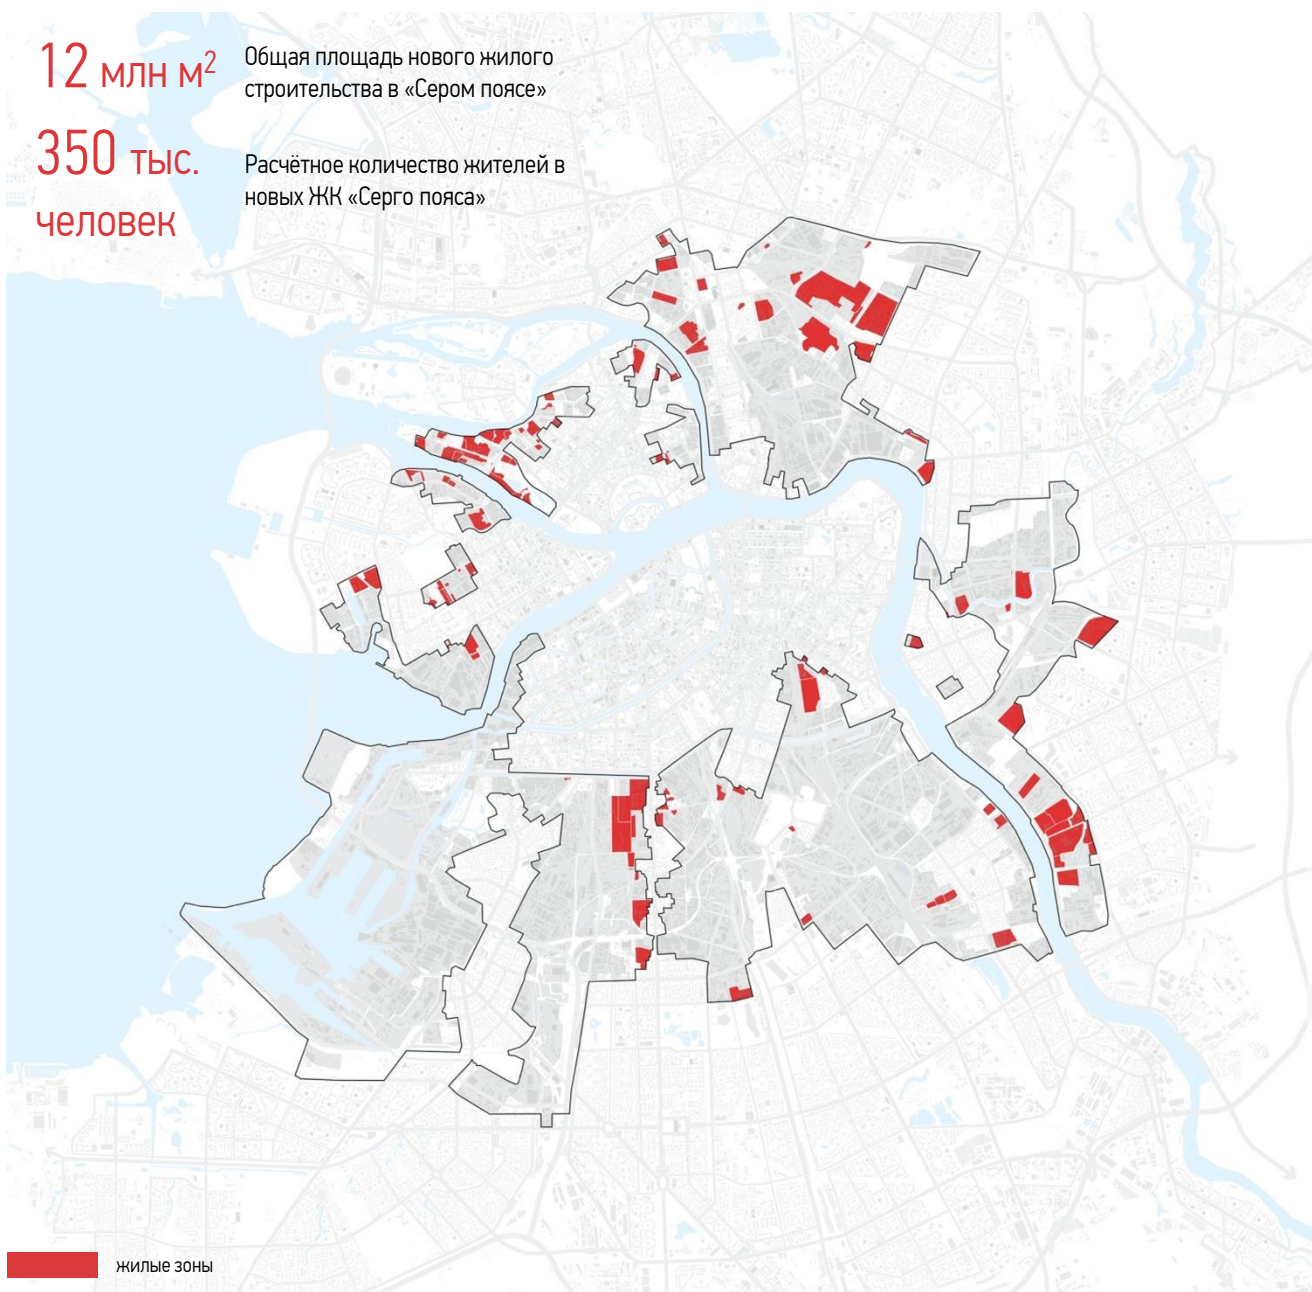 12 млн м²
Общая площадь нового жилого
строительства в «Сером поясе»
350 тыс.
человек
Расчётное количество жителей в
новых ЖК «Серго пояса»
жилые зоны